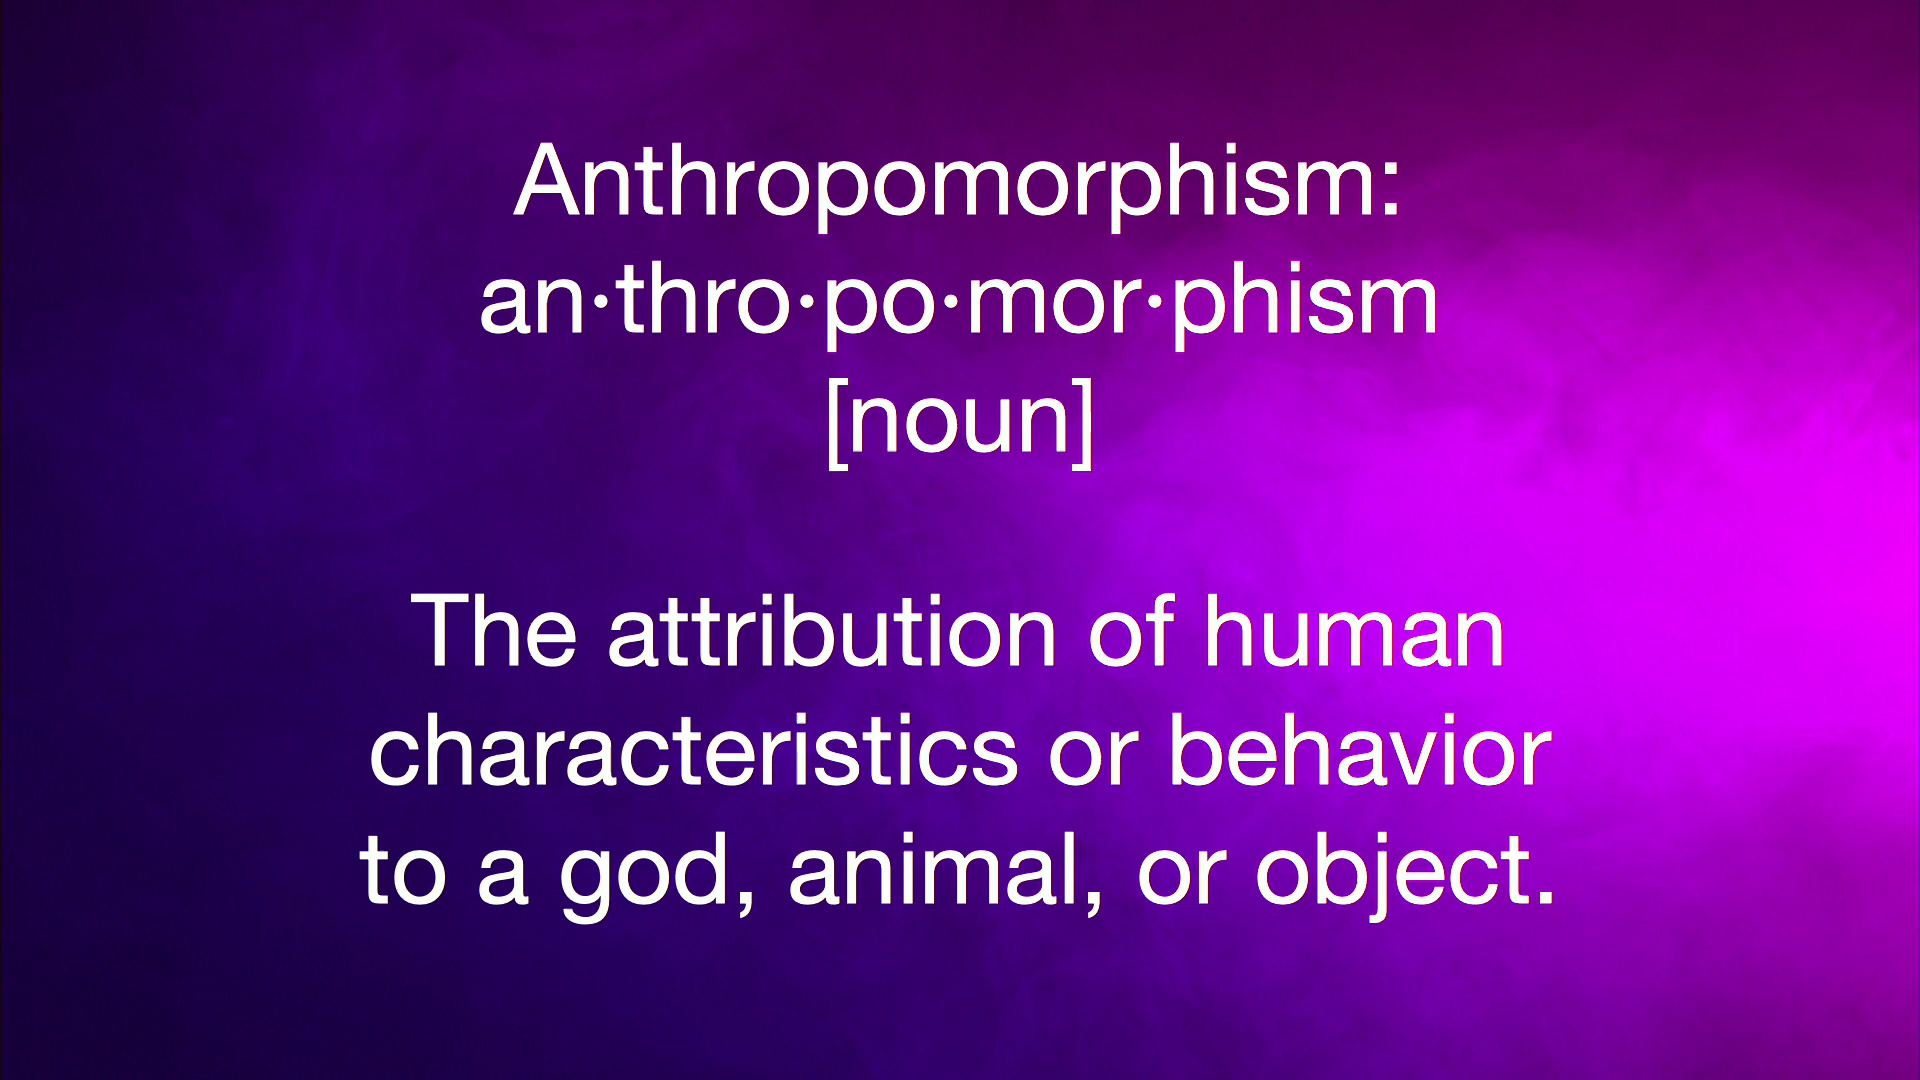 Anthropomorphism:
an·thro·po·mor·phism
[noun]
The attribution of human
characteristics or behavior
to a god, animal, or object.